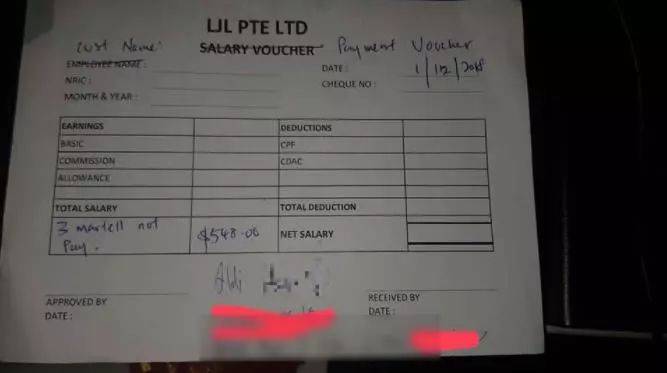 LJL PTE LTD
Cust Name: SALARY VOUCHER Payment Voucher
EMPLOYEE NAME: DATE: 1/12/2018
NRIC: CHEQUE NO:
MONTH & YEAR:
EARNINGS DEDUCTIONS
BASIC CPF
COMMISSION CDAC
ALLOWANCE
TOTAL SALARY TOTAL DEDUCTION
3 martell not $548.00 NET SALARY
Pay.
Aldi
APPROVED BY RECEIVED BY
DATE: DATE: